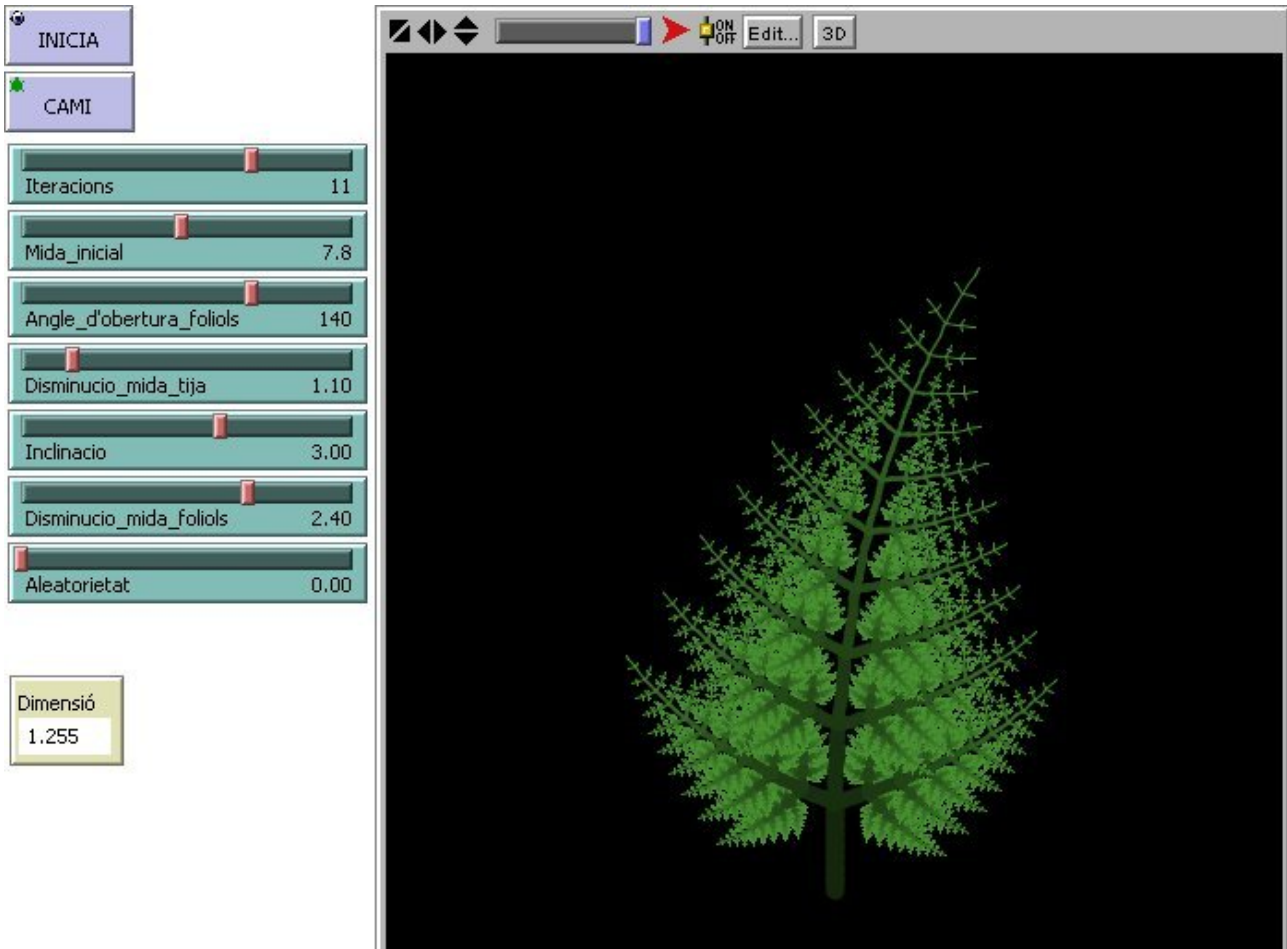 INICIA
CAMI
ON
OFF
Edit...
3D
Iteracions 11
Mida_inicial 7.8
Angle_d'obertura_foliols 140
Disminucio_mida_tija 1.10
Inclinacio 3.00
Disminucio_mida_foliols 2.40
Aleatorietat 0.00
Dimensió
1.255